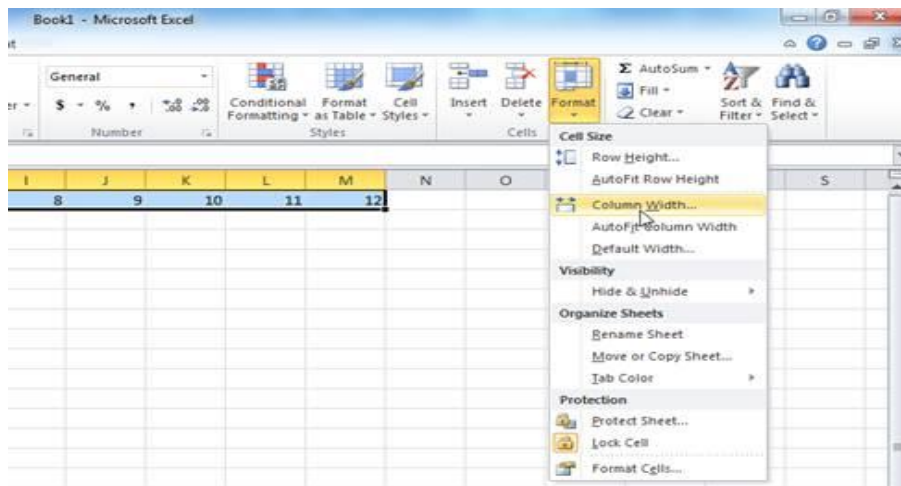 Book1 - Microsoft Excel
General
$ % ,
Conditional Formatting
Format as Table
Cell Styles
Insert
Delete
Format
Σ AutoSum
Fill
Clear
Sort & Filter
Find & Select
Number
Styles
Cells
Cell Size
Row Height...
AutoFit Row Height
Column Width...
AutoFit Column Width
Default Width...
Visibility
Hide & Unhide
Organize Sheets
Rename Sheet
Move or Copy Sheet...
Tab Color
Protection
Protect Sheet...
Lock Cell
Format Cells...
I J K L M N O S
8 9 10 11 12